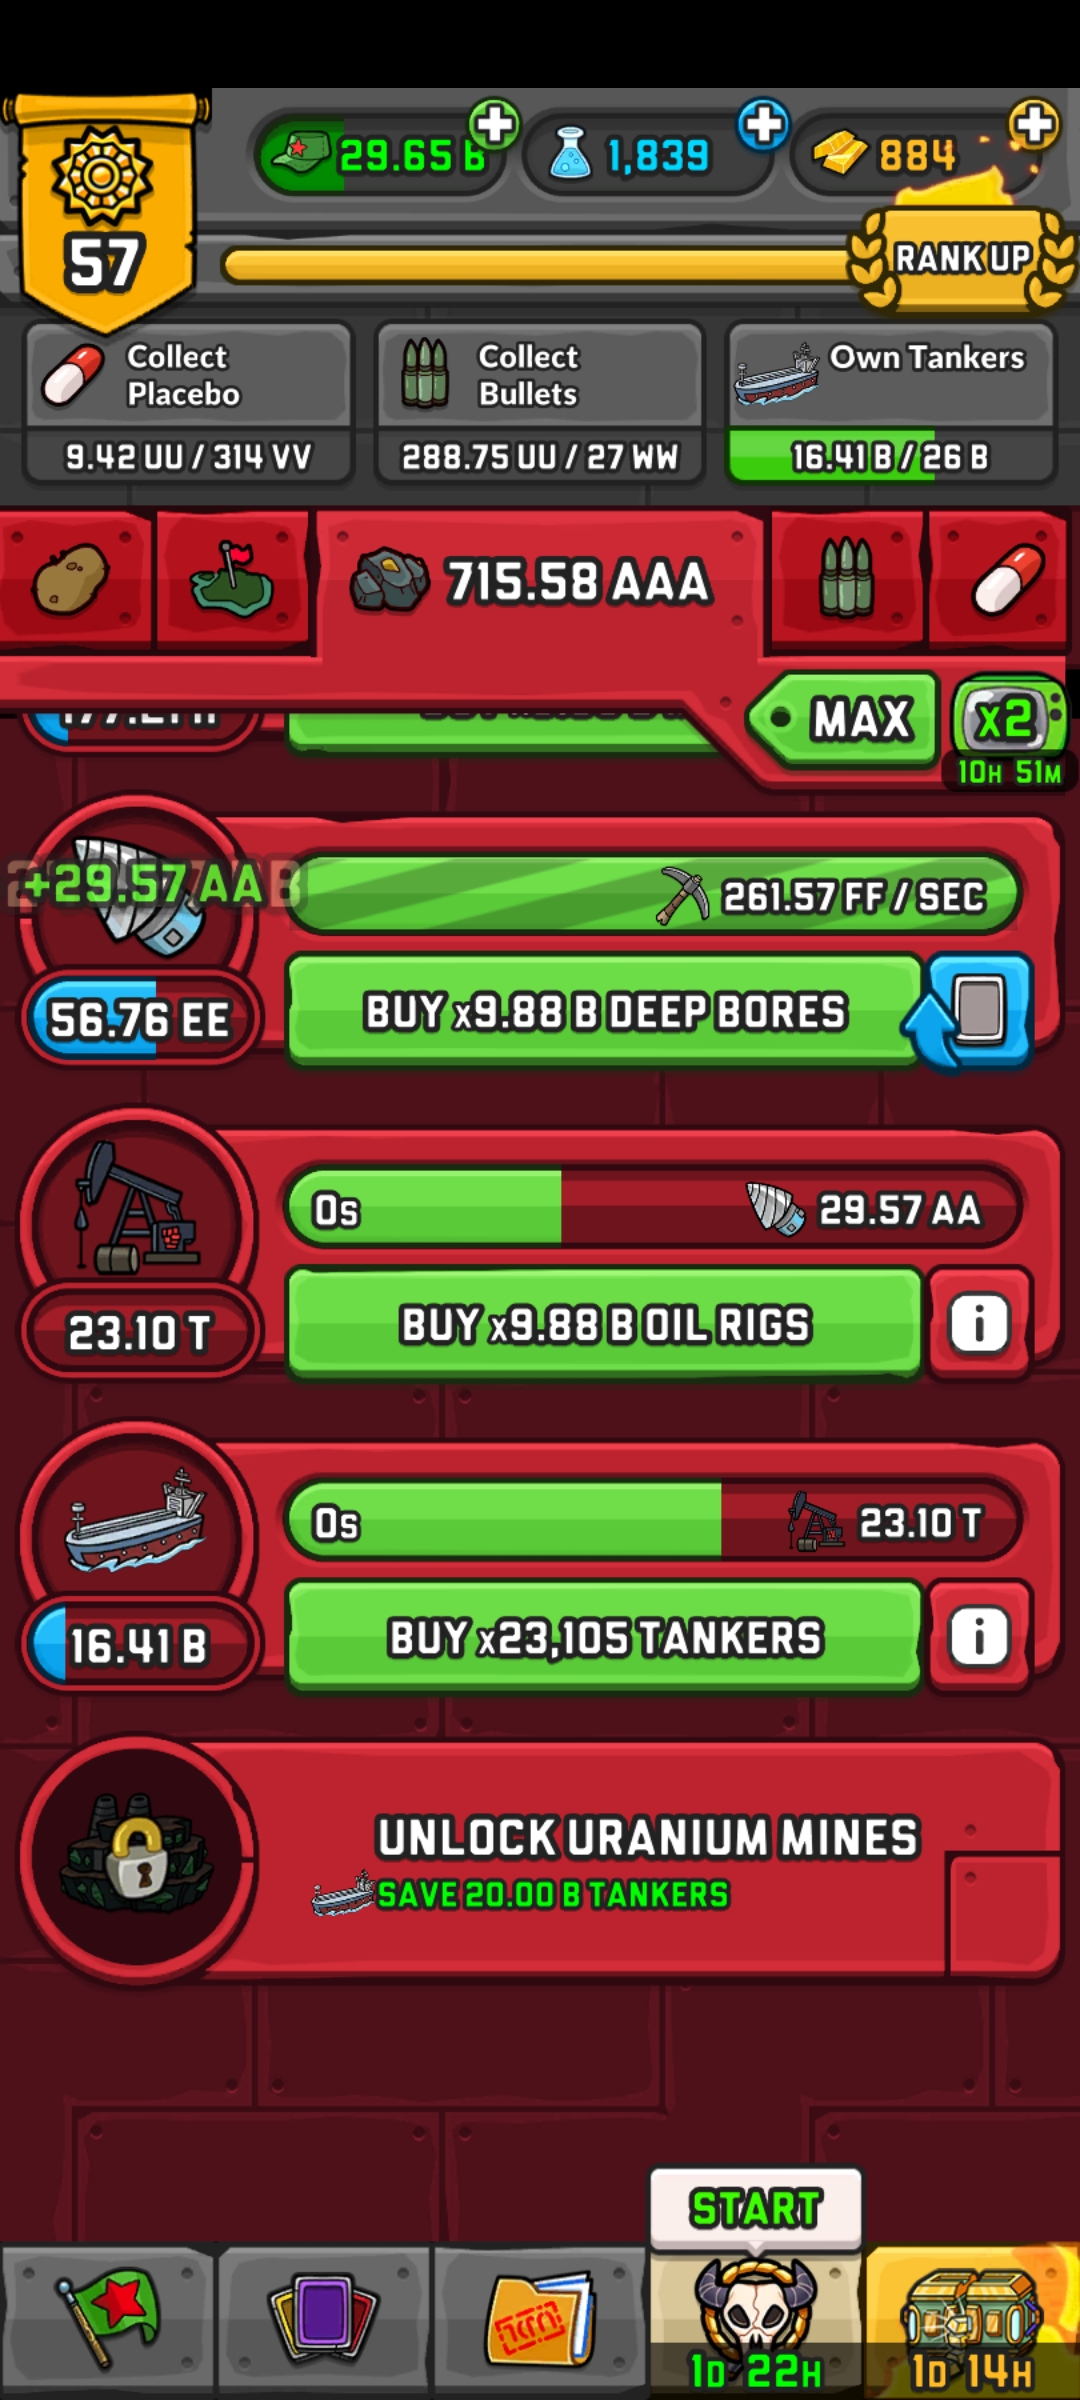 29.65 B
1,839
884
57
RANK UP
Collect
Placebo
9.42 UU / 314 VV
Collect
Bullets
288.75 UU / 27 WW
Own Tankers
16.41 B / 26 B
715.58 AAA
MAX
x2
10H 51M
+29.57 AA
261.57 FF / SEC
56.76 EE
BUY x9.88 B DEEP BORES
0s
29.57 AA
23.10 T
BUY x9.88 B OIL RIGS
i
0s
23.10 T
16.41 B
BUY x23,105 TANKERS
i
UNLOCK URANIUM MINES
SAVE 20.00 B TANKERS
START
1D 22H
1D 14H